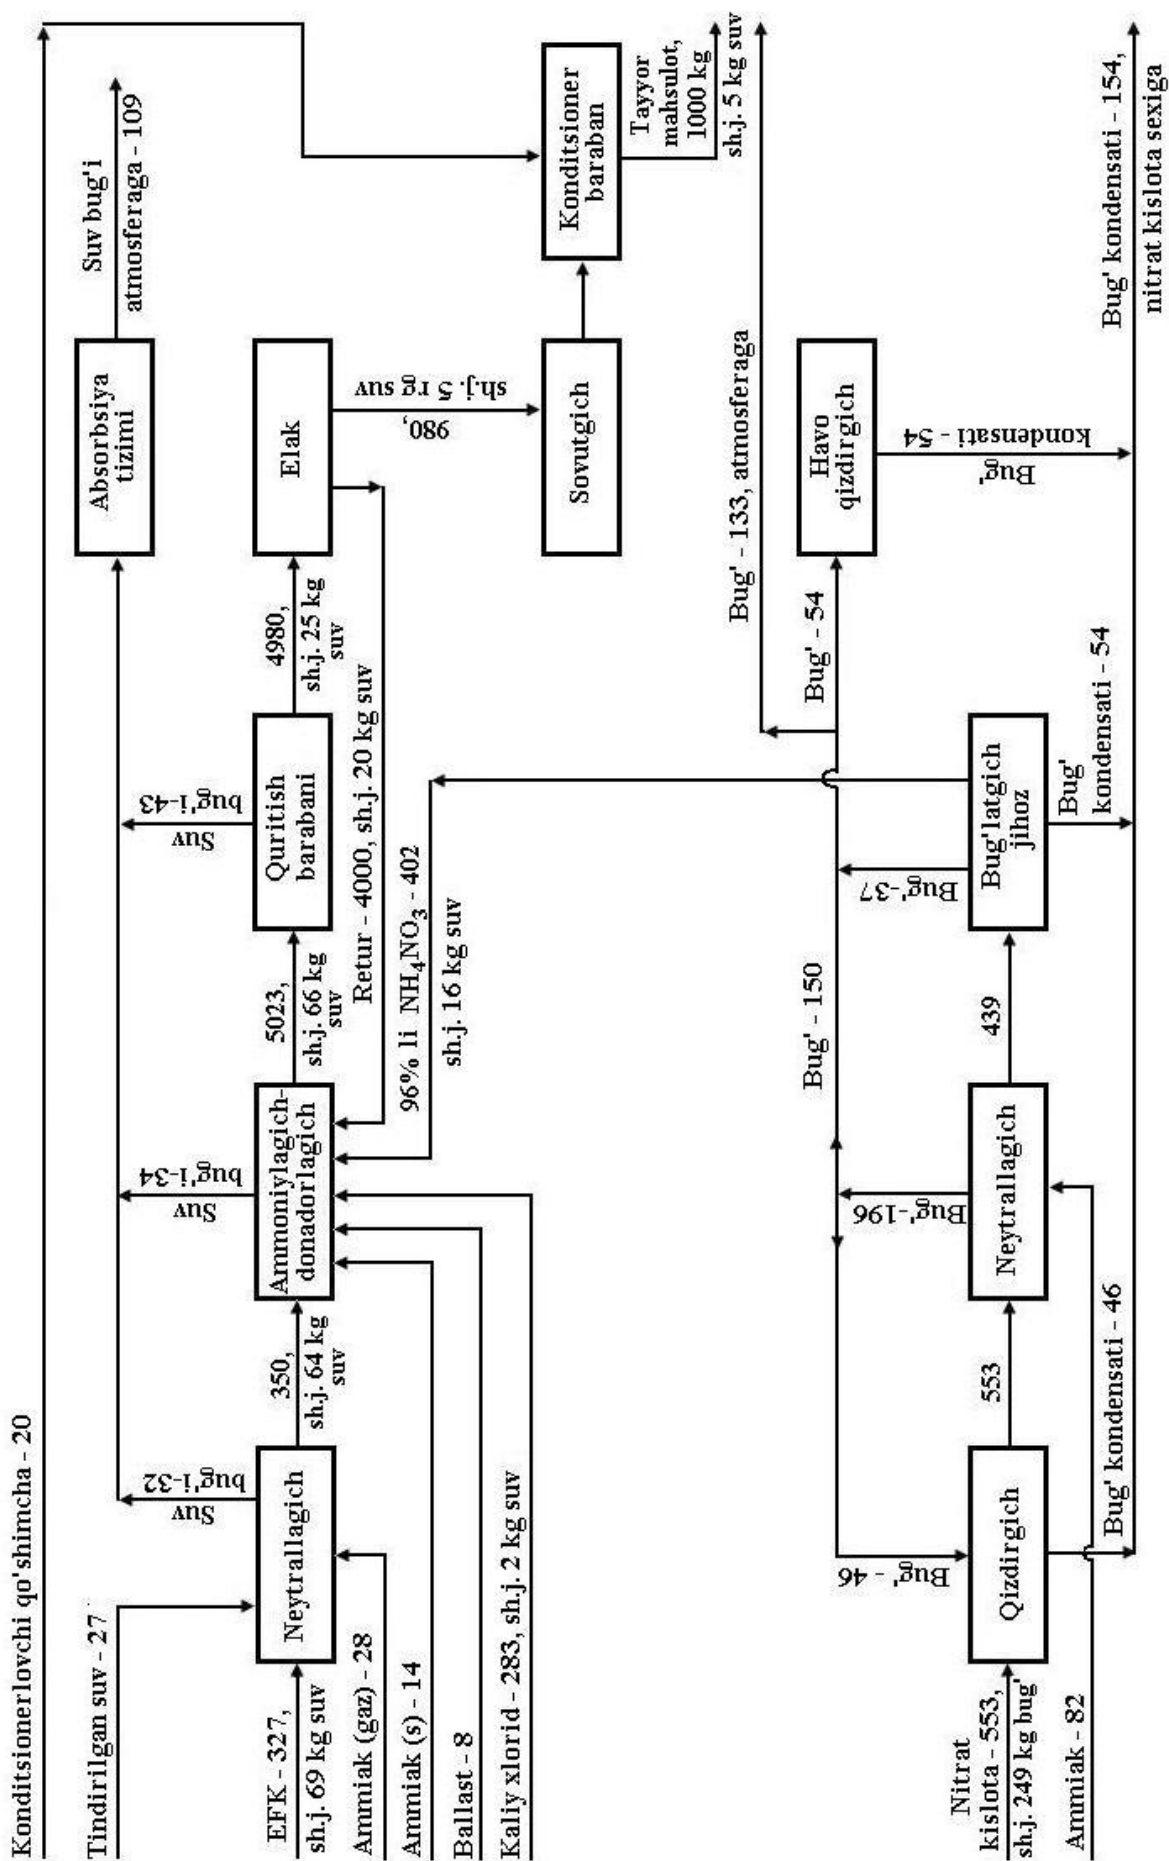 Konditsionerlovchi qo'shimcha - 20
Tindirilgan suv - 27
EFK - 327,
sh.j. 69 kg suv
Ammiak (gaz) - 28
Ammiak (s) - 14
Ballast - 8
Kaliy xlorid - 283, sh.j. 2 kg suv
Neytrallagich
Suv
bug'i-32
350,
sh.j. 64 kg
suv
Ammoniylagich-
donadorlagich
Suv
bug'i-34
5023,
sh.j. 66 kg
suv
Quritish
barabani
Suv
bug'i-43
4980,
sh.j. 25 kg
suv
Elak
Retur - 4000, sh.j. 20 kg suv
96% li NH₄NO₃ - 402
sh.j. 16 kg suv
Absorbsiya
tizimi
Suv bug'i
atmosferaga - 109
980,
sh.j. 5 rg suv
Sovutgich
Konditsioner
baraban
Tayyor
mahsulot,
1000 kg
sh.j. 5 kg suv
Nitrat
kislota - 553,
sh.j. 249 kg bug'
Ammiak - 82
Qizdirgich
Bug' - 46
Bug' kondensati - 46
553
Neytrallagich
Bug'-196
Bug' - 150
439
Bug'latgich
jihoz
Bug'-37
Bug'
kondensati - 54
Bug' - 54
Bug' - 133, atmosferaga
Havo
qizdirgich
Bug'
kondensati - 54
Bug' kondensati - 154,
nitrat kislota sexiga